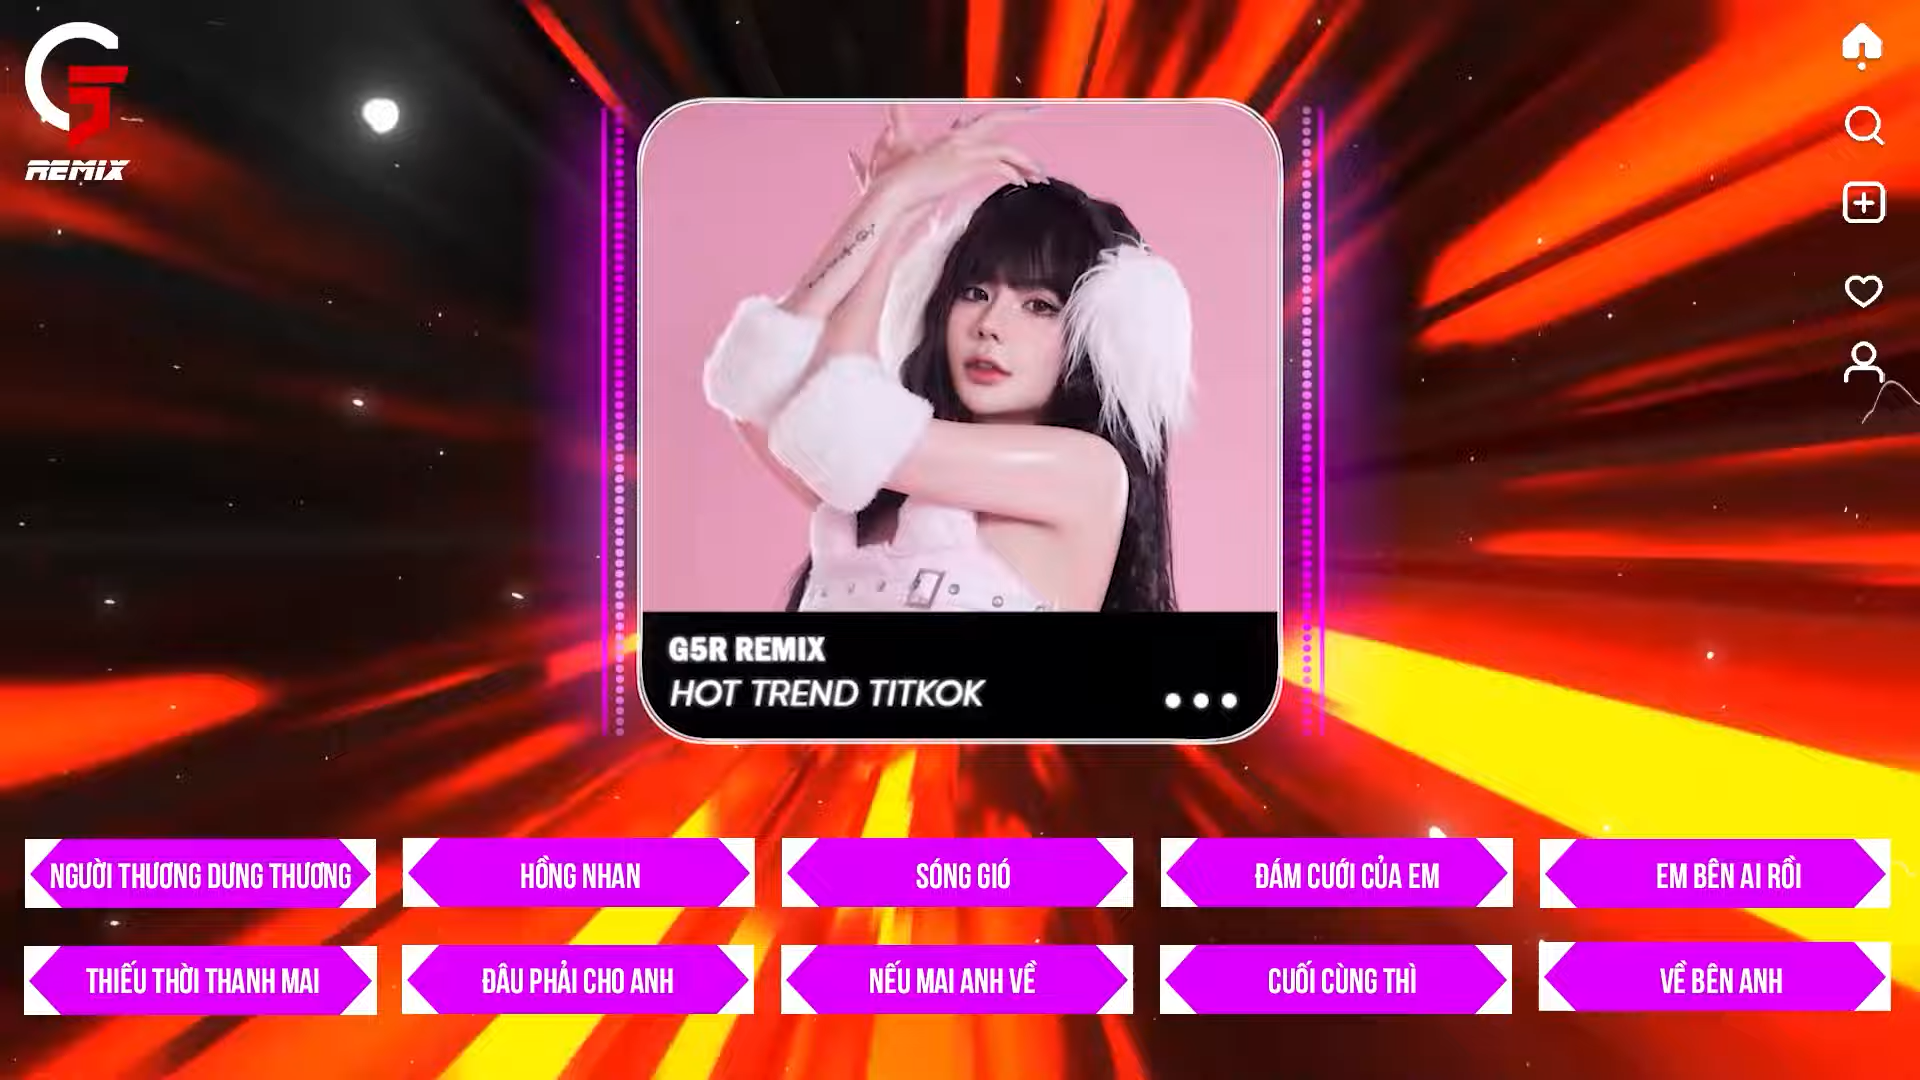 G5
REMIX
G5R REMIX
HOT TREND TITKOK
NGƯỜI THƯƠNG DƯNG THƯƠNG
HỒNG NHAN
SÓNG GIÓ
ĐÁM CƯỚI CỦA EM
EM BÊN AI RỒI
THIẾU THỜI THANH MAI
ĐÂU PHẢI CHO ANH
NẾU MAI ANH VỀ
CUỐI CÙNG THÌ
VỀ BÊN ANH